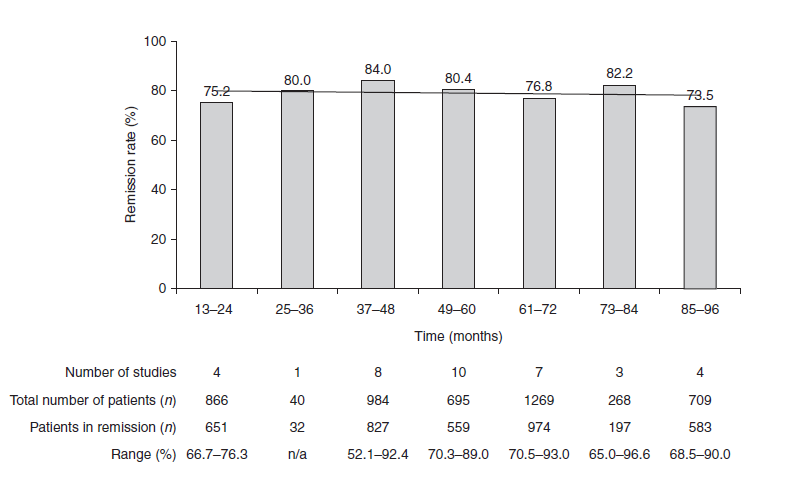 100
84.0
82.2
80.0
80.4
76.8
75.2
73.5
80
60
40
20
0
Remission rate (%)
13–24 25–36 37–48 49–60 61–72 73–84 85–96
Time (months)
Number of studies 4 1 8 10 7 3 4
Total number of patients (n) 866 40 984 695 1269 268 709
Patients in remission (n) 651 32 827 559 974 197 583
Range (%) 66.7–76.3 n/a 52.1–92.4 70.3–89.0 70.5–93.0 65.0–96.6 68.5–90.0